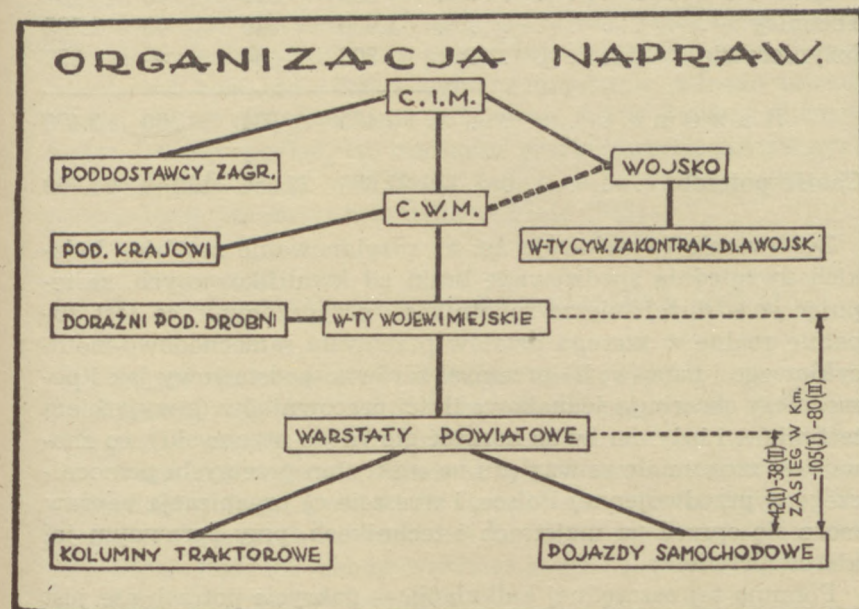 ORGANIZACJA NAPRAW.
C.I.M.
PODDOSTAWCY ZAGR.
WOJSKO
C.W.M.
POD. KRAJOWI
W-TY CYW. ZAKONTRAK. DLA WOJSK.
DORAŹNI POD. DROBNI
W-TY WOJEW. I MIEJSKIE
WARSTATY POWIATOWE
-42(I)-38(II)
ZASIEG W Km.
-105(I) -80(II)
KOLUMNY TRAKTOROWE
POJAZDY SAMOCHODOWE